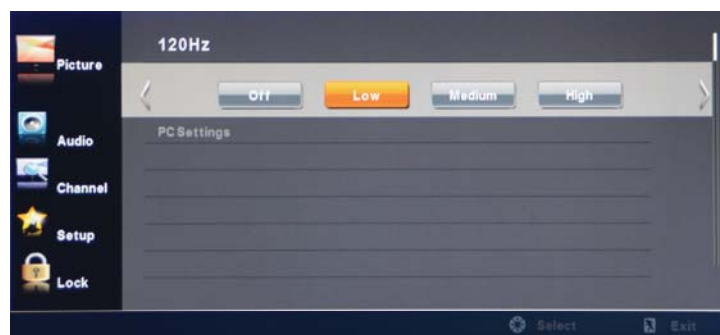 Picture
Audio
Channel
Setup
Lock
120Hz
Off Low Medium High
PC Settings
Select Exit